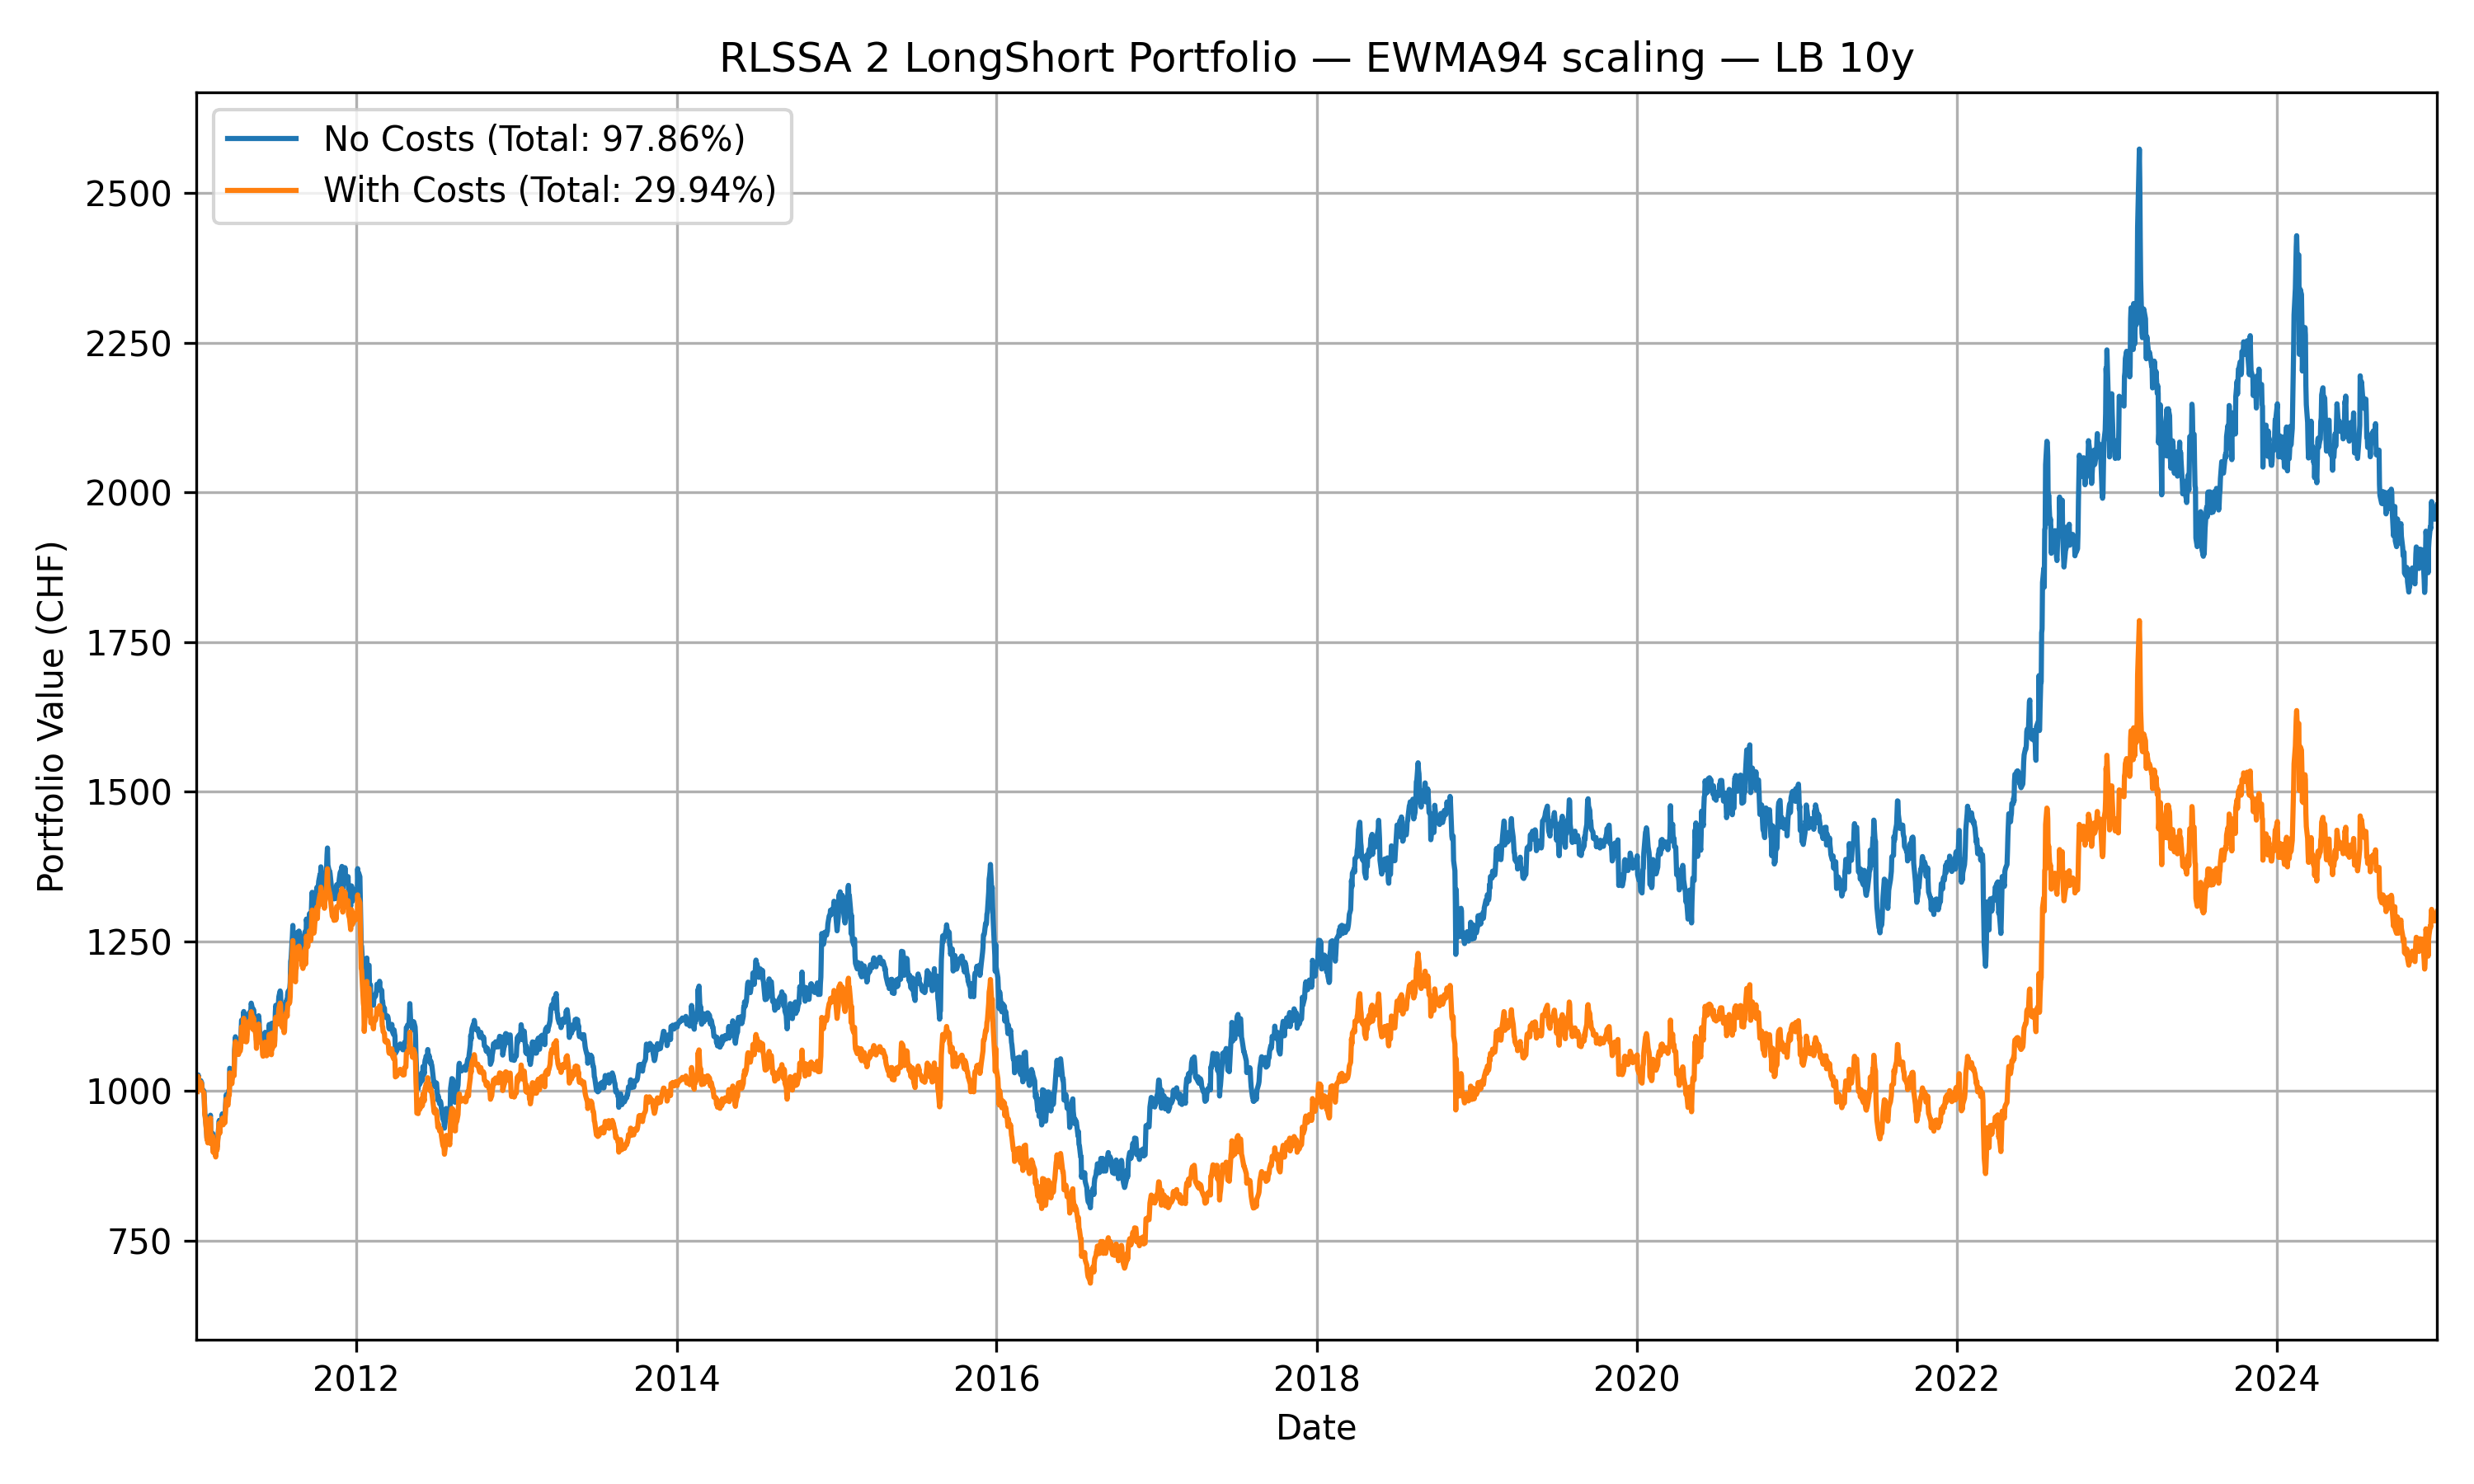 RLSSA 2 LongShort Portfolio — EWMA94 scaling — LB 10y
No Costs (Total: 97.86%)
With Costs (Total: 29.94%)
Portfolio Value (CHF)
2500
2250
2000
1750
1500
1250
1000
750
2012 2014 2016 2018 2020 2022 2024
Date